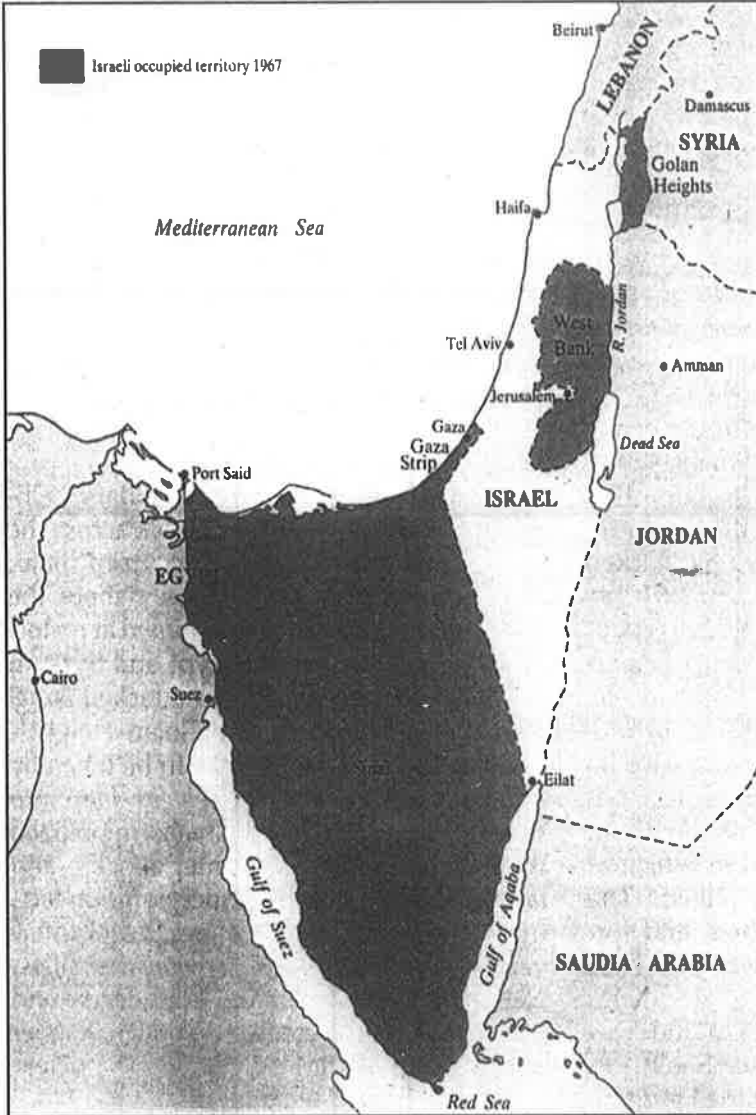 Israeli occupied territory 1967
Beirut
LEBANON
Damascus
SYRIA
Golan
Heights
Haifa
Mediterranean Sea
R. Jordan
West
Bank
Tel Aviv
Amman
Jerusalem
Gaza
Gaza
Strip
Dead Sea
Port Said
ISRAEL
JORDAN
EGYPT
Cairo
Suez
Eilat
Gulf of Suez
Gulf of Aqaba
SAUDIA ARABIA
Red Sea